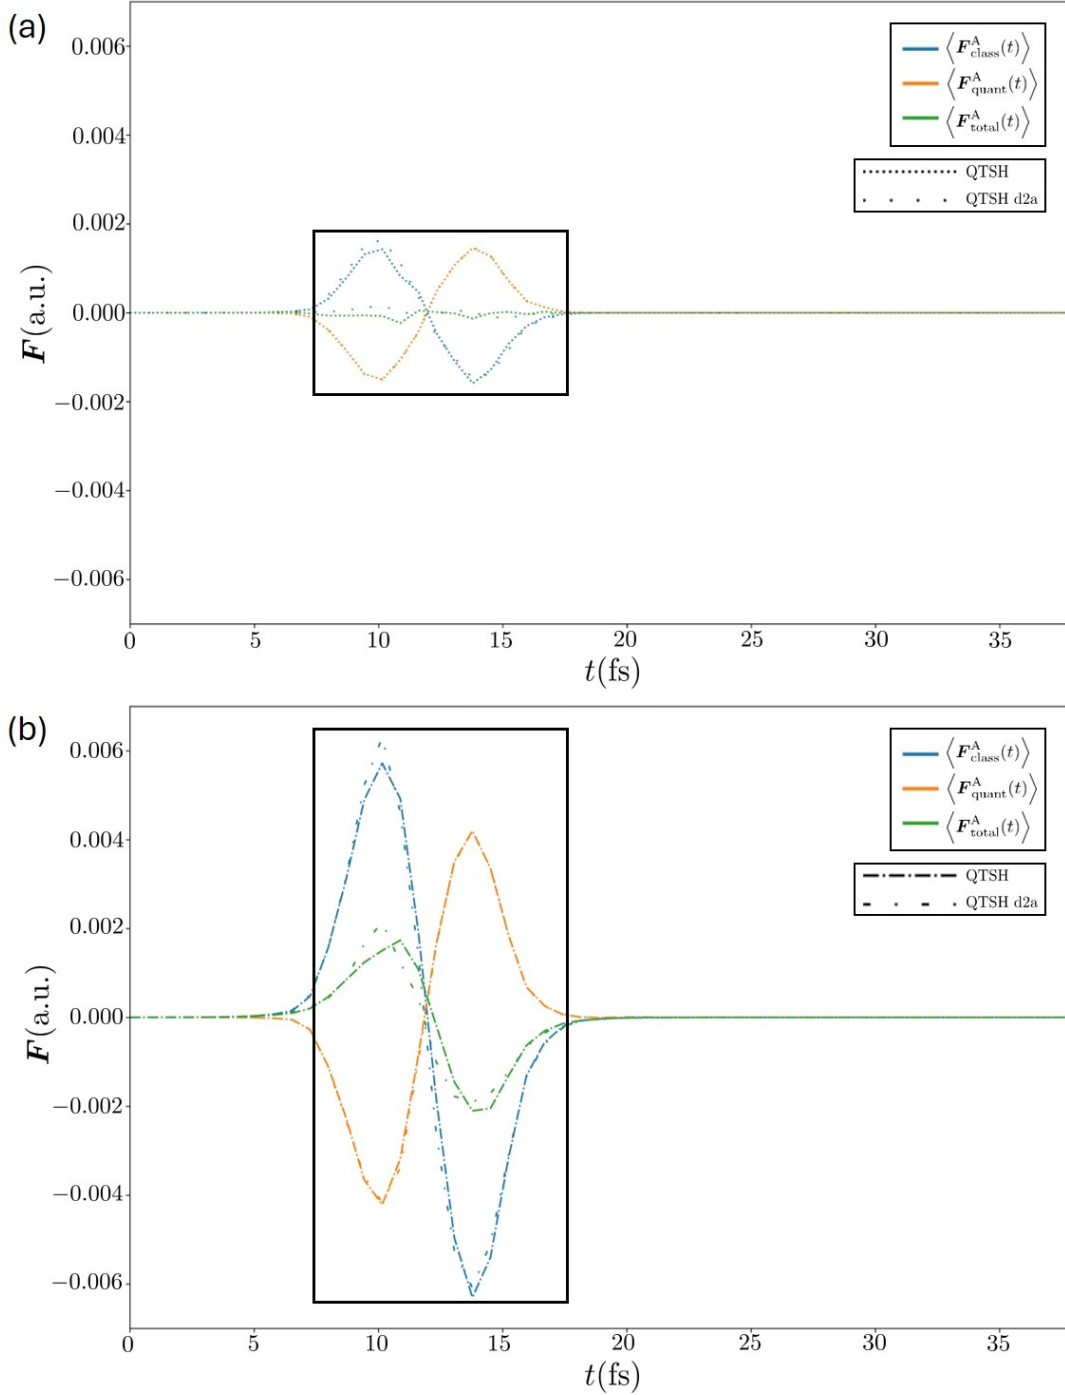 (a)
0.006
0.004
0.002
0.000
−0.002
−0.004
−0.006
F(a.u.)
0 5 10 15 20 25 30 35
t(fs)
⟨F^A_class(t)⟩
⟨F^A_quant(t)⟩
⟨F^A_total(t)⟩
QTSH
QTSH d2a
(b)
0.006
0.004
0.002
0.000
−0.002
−0.004
−0.006
F(a.u.)
0 5 10 15 20 25 30 35
t(fs)
⟨F^A_class(t)⟩
⟨F^A_quant(t)⟩
⟨F^A_total(t)⟩
QTSH
QTSH d2a